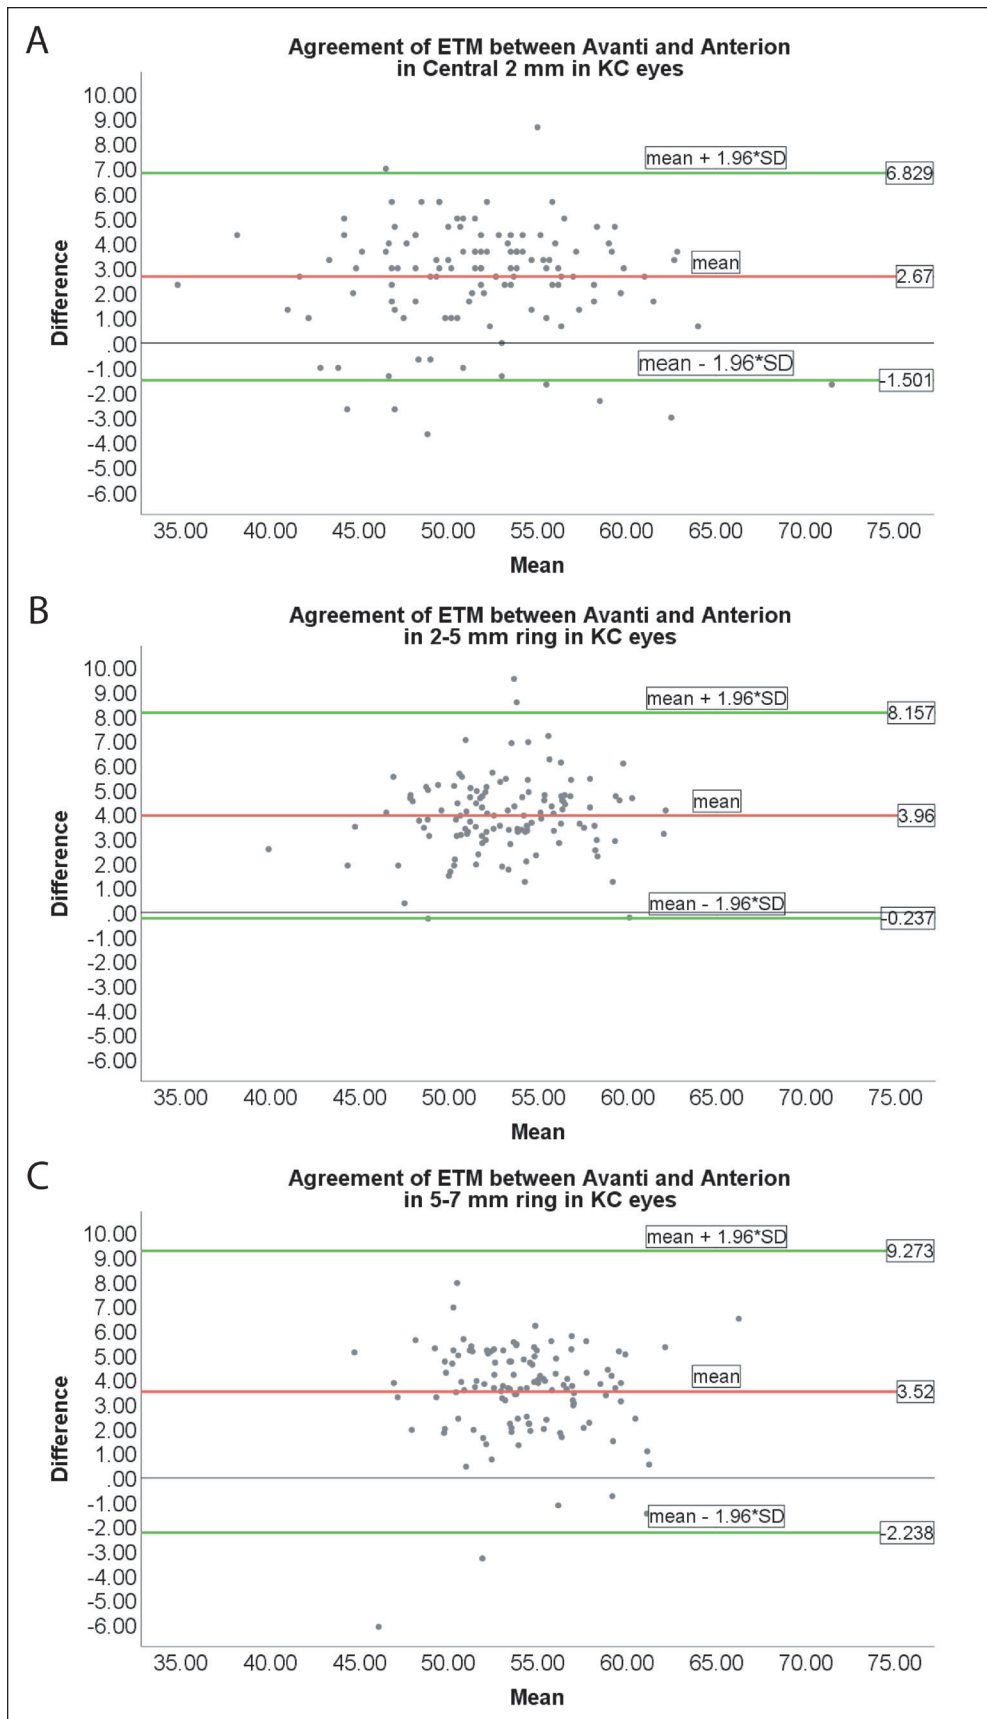 A
Agreement of ETM between Avanti and Anterion
in Central 2 mm in KC eyes
10.00
9.00
8.00
7.00
6.00
5.00
4.00
3.00
2.00
1.00
.00
-1.00
-2.00
-3.00
-4.00
-5.00
-6.00
Difference
mean + 1.96*SD
6.829
mean
2.67
mean - 1.96*SD
-1.501
35.00 40.00 45.00 50.00 55.00 60.00 65.00 70.00 75.00
Mean
B
Agreement of ETM between Avanti and Anterion
in 2-5 mm ring in KC eyes
10.00
9.00
8.00
7.00
6.00
5.00
4.00
3.00
2.00
1.00
.00
-1.00
-2.00
-3.00
-4.00
-5.00
-6.00
Difference
mean + 1.96*SD
8.157
mean
3.96
mean - 1.96*SD
-0.237
35.00 40.00 45.00 50.00 55.00 60.00 65.00 70.00 75.00
Mean
C
Agreement of ETM between Avanti and Anterion
in 5-7 mm ring in KC eyes
10.00
9.00
8.00
7.00
6.00
5.00
4.00
3.00
2.00
1.00
.00
-1.00
-2.00
-3.00
-4.00
-5.00
-6.00
Difference
mean + 1.96*SD
9.273
mean
3.52
mean - 1.96*SD
-2.238
35.00 40.00 45.00 50.00 55.00 60.00 65.00 70.00 75.00
Mean